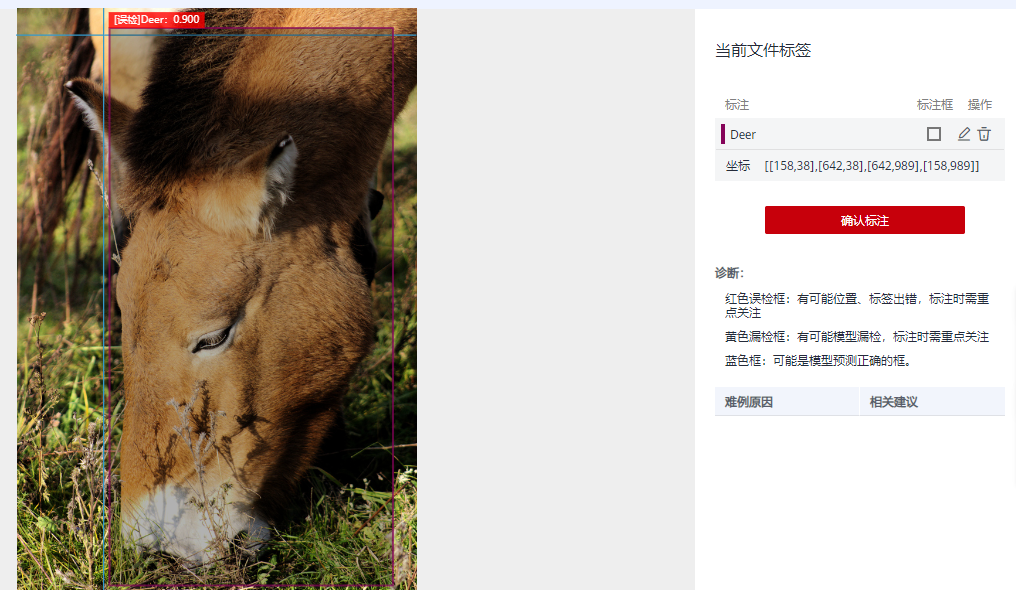 [误检]Deer: 0.900
当前文件标签
标注 标注框 操作
Deer
坐标 [[158,38],[642,38],[642,989],[158,989]]
确认标注
诊断：
红色误检框：有可能位置、标签出错，标注时需重
点关注
黄色漏检框：有可能模型漏检，标注时需重点关注
蓝色框：可能是模型预测正确的框。
难例原因 相关建议